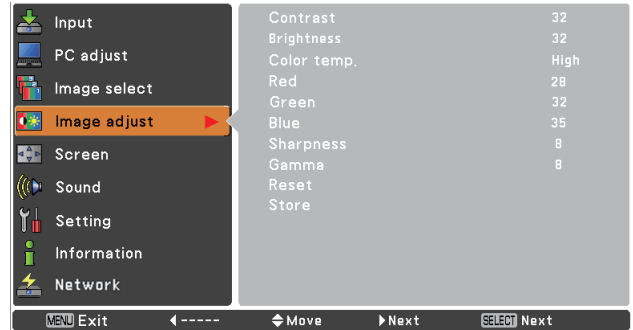 Input
PC adjust
Image select
Image adjust
Screen
Sound
Setting
Information
Network
Contrast 32
Brightness 32
Color temp. High
Red 28
Green 32
Blue 35
Sharpness 8
Gamma 8
Reset
Store
MENU Exit ◀----- Move ▶Next SELECT Next